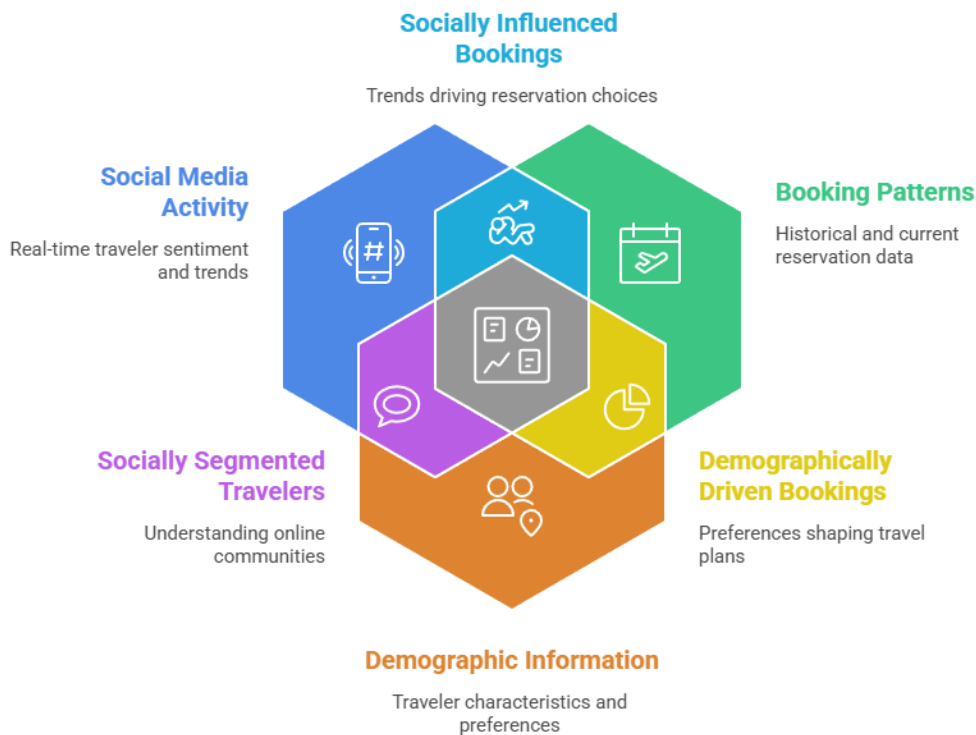 Socially Influenced
Bookings
Trends driving reservation choices
Social Media
Activity
Real-time traveler sentiment
and trends
#
Booking Patterns
Historical and current
reservation data
Socially Segmented
Travelers
Understanding online
communities
Demographically
Driven Bookings
Preferences shaping travel
plans
Demographic Information
Traveler characteristics and
preferences